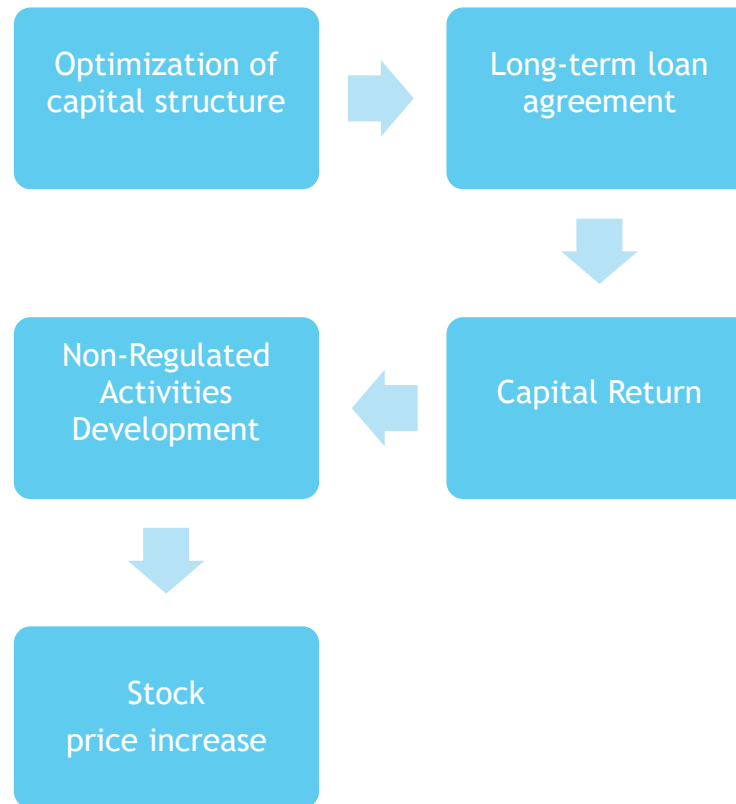 Optimization of
capital structure
Long-term loan
agreement
Capital Return
Non-Regulated
Activities
Development
Stock
price increase